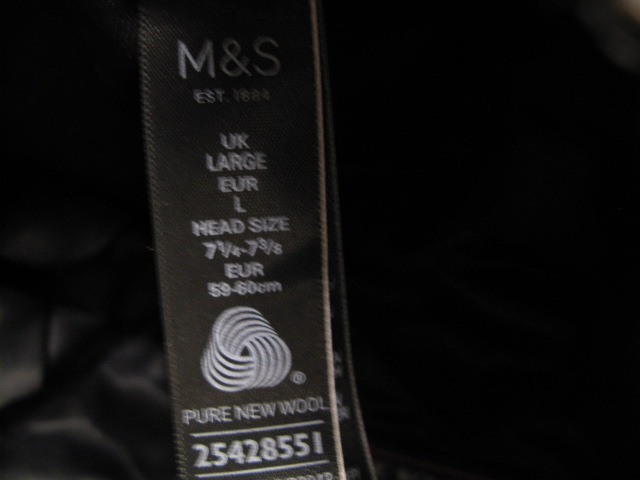 M&S
EST. 1884
UK
LARGE
EUR
L
HEAD SIZE
7¼-7⅜
EUR
59-60cm
®
PURE NEW WOOL
25428551